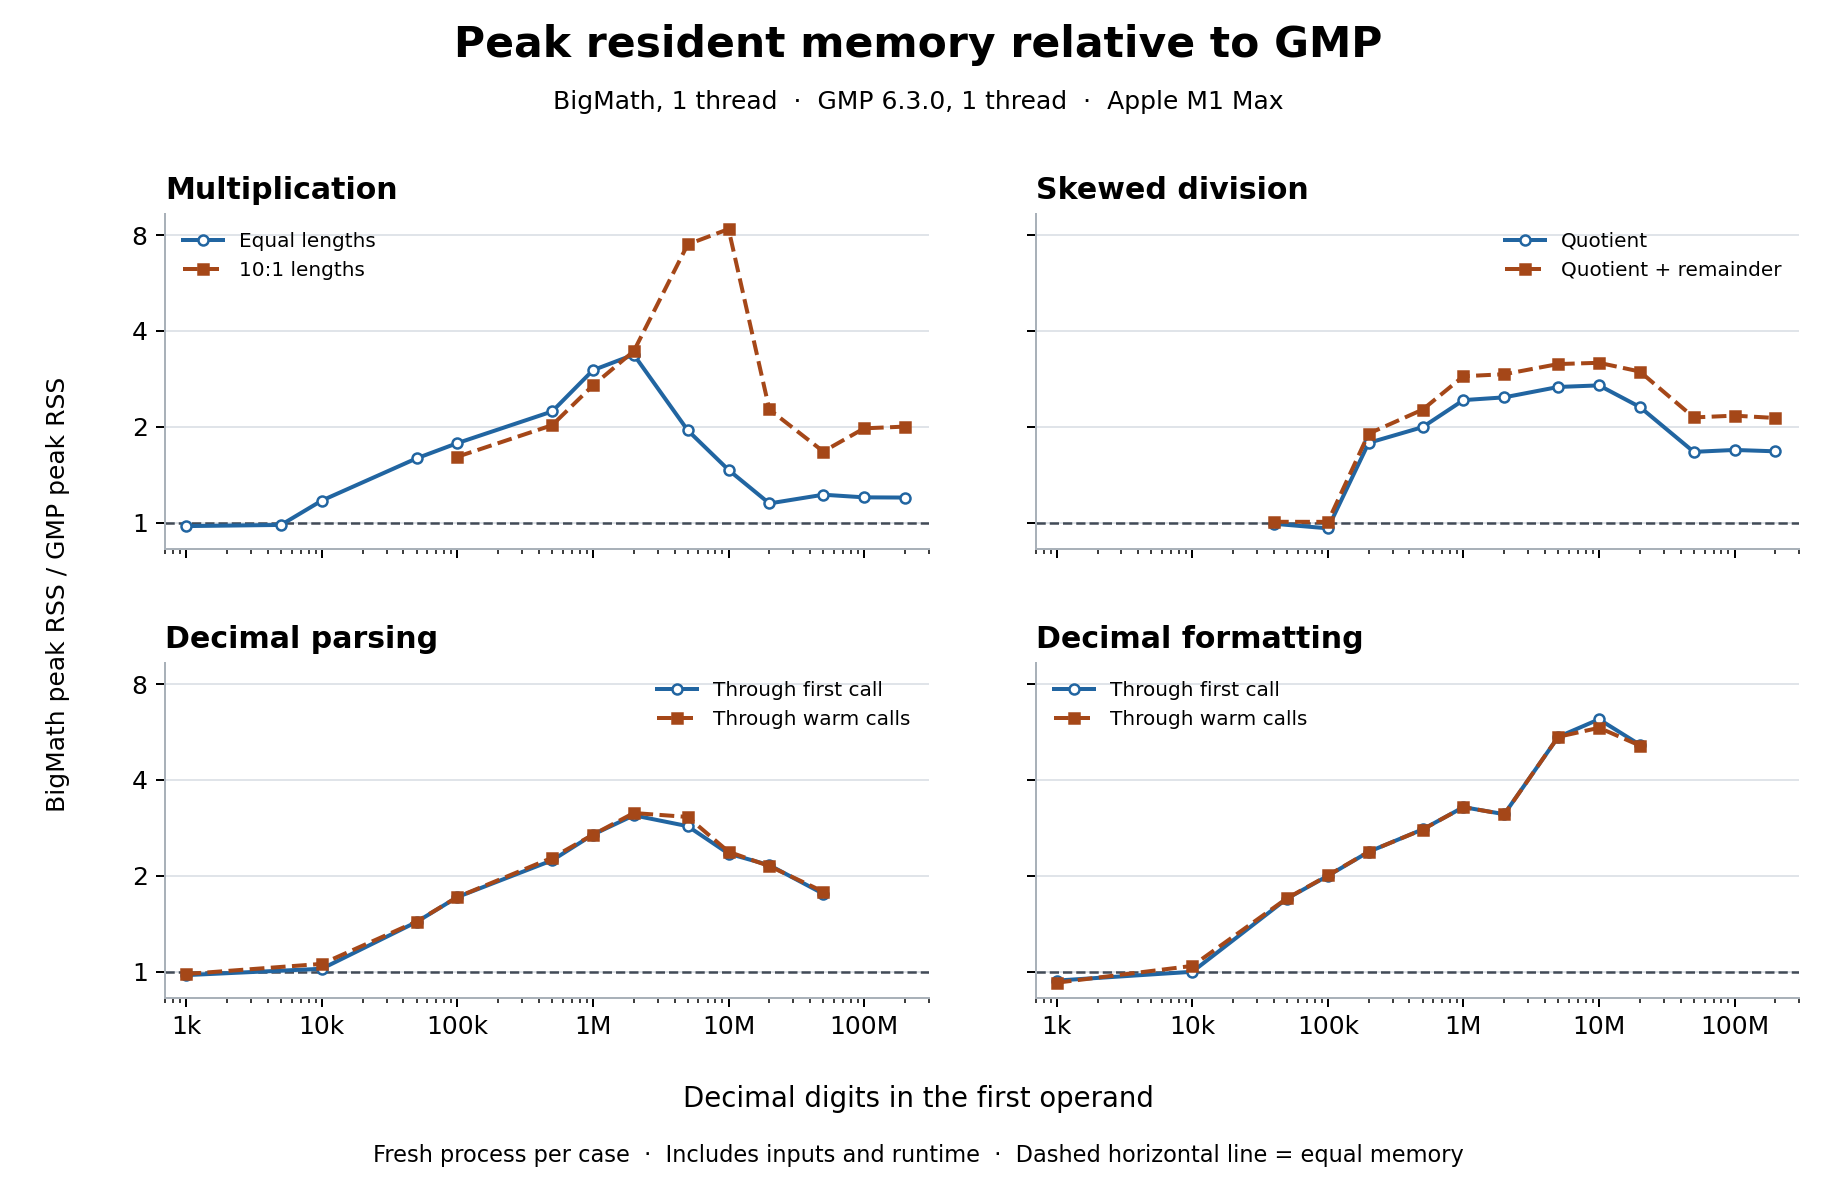 Peak resident memory relative to GMP
BigMath, 1 thread · GMP 6.3.0, 1 thread · Apple M1 Max
Multiplication
Equal lengths
10:1 lengths
8
4
2
1
Skewed division
Quotient
Quotient + remainder
BigMath peak RSS / GMP peak RSS
Decimal parsing
Through first call
Through warm calls
8
4
2
1
1k 10k 100k 1M 10M 100M
Decimal formatting
Through first call
Through warm calls
1k 10k 100k 1M 10M 100M
Decimal digits in the first operand
Fresh process per case · Includes inputs and runtime · Dashed horizontal line = equal memory